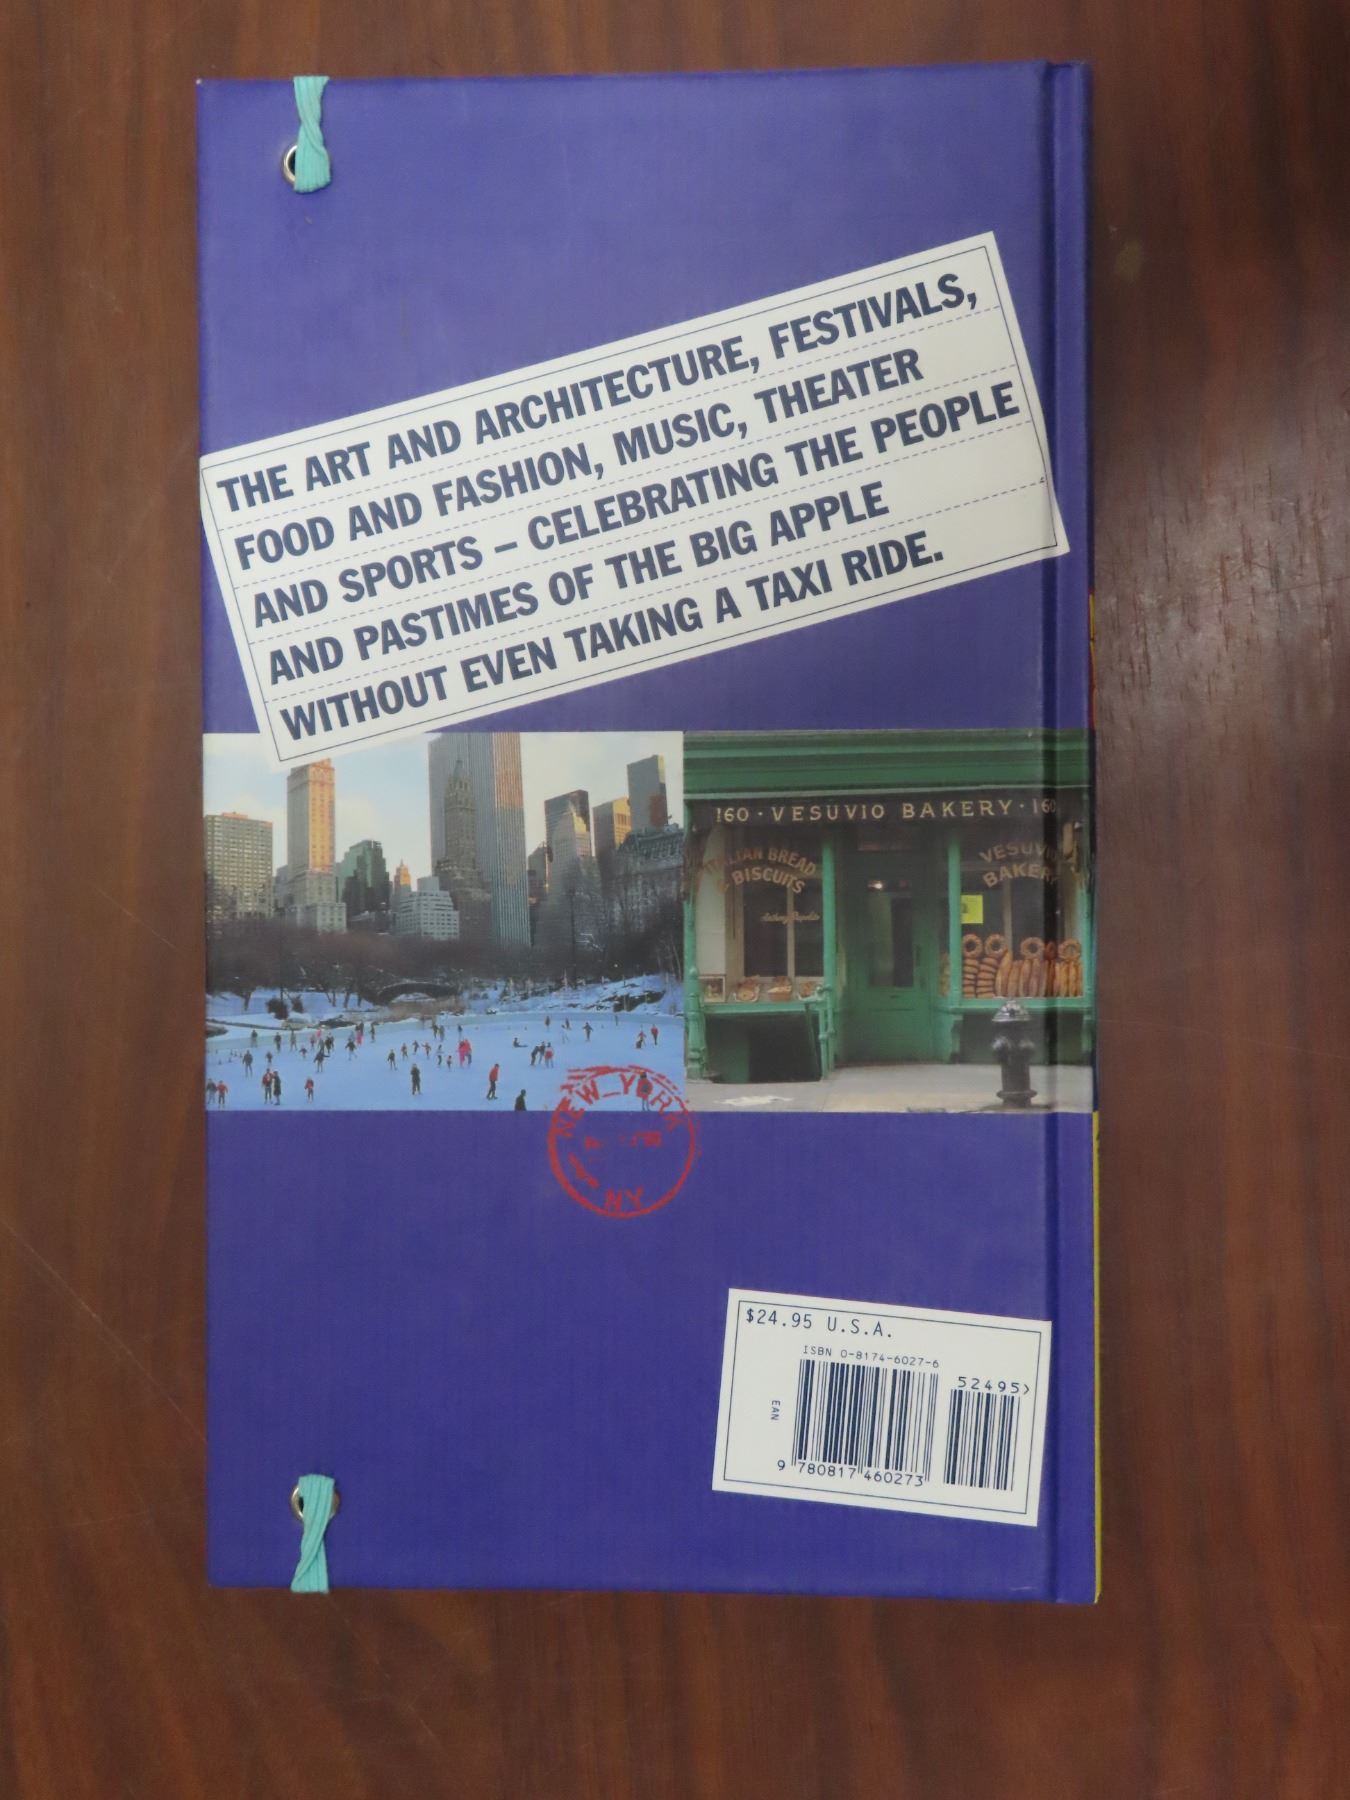 THE ART AND ARCHITECTURE, FESTIVALS,
FOOD AND FASHION, MUSIC, THEATER
AND SPORTS – CELEBRATING THE PEOPLE
AND PASTIMES OF THE BIG APPLE
WITHOUT EVEN TAKING A TAXI RIDE.
160 · VESUVIO BAKERY · 160
ITALIAN BREAD
& BISCUITS
VESUVIO
BAKERY
NEW YORK
NY
$24.95 U.S.A.
ISBN 0-8174-6027-6
52495>
EAN
9 780817 460273